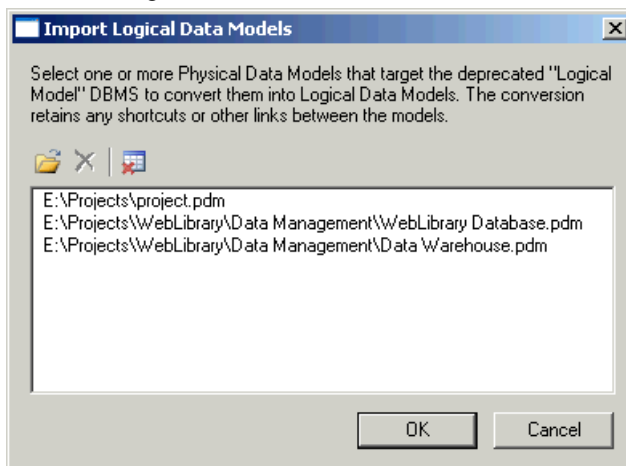 Import Logical Data Models
Select one or more Physical Data Models that target the deprecated "Logical
Model" DBMS to convert them into Logical Data Models. The conversion
retains any shortcuts or other links between the models.
E:\Projects\project.pdm
E:\Projects\WebLibrary\Data Management\WebLibrary Database.pdm
E:\Projects\WebLibrary\Data Management\Data Warehouse.pdm
OK Cancel